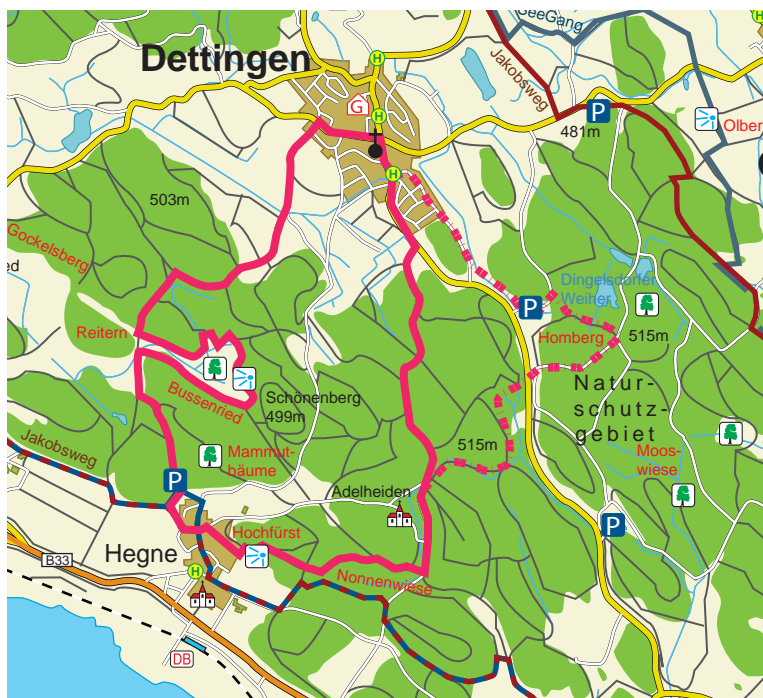 SeeGang
Dettingen
H
Jakobsweg
G
H
P
481m
Olber
H
503m
Gockelsberg
ed
Dingelsdorfer
Weiher
P
Reitern
Homberg
515m
Bussenried
Schönenberg
499m
Natur-
schutz-
gebiet
Jakobsweg
Mammut-
bäume
515m
Moos-
wiese
P
Adelheiden
P
Hochfürst
Hegne
B33
H
Nonnenwiese
DB